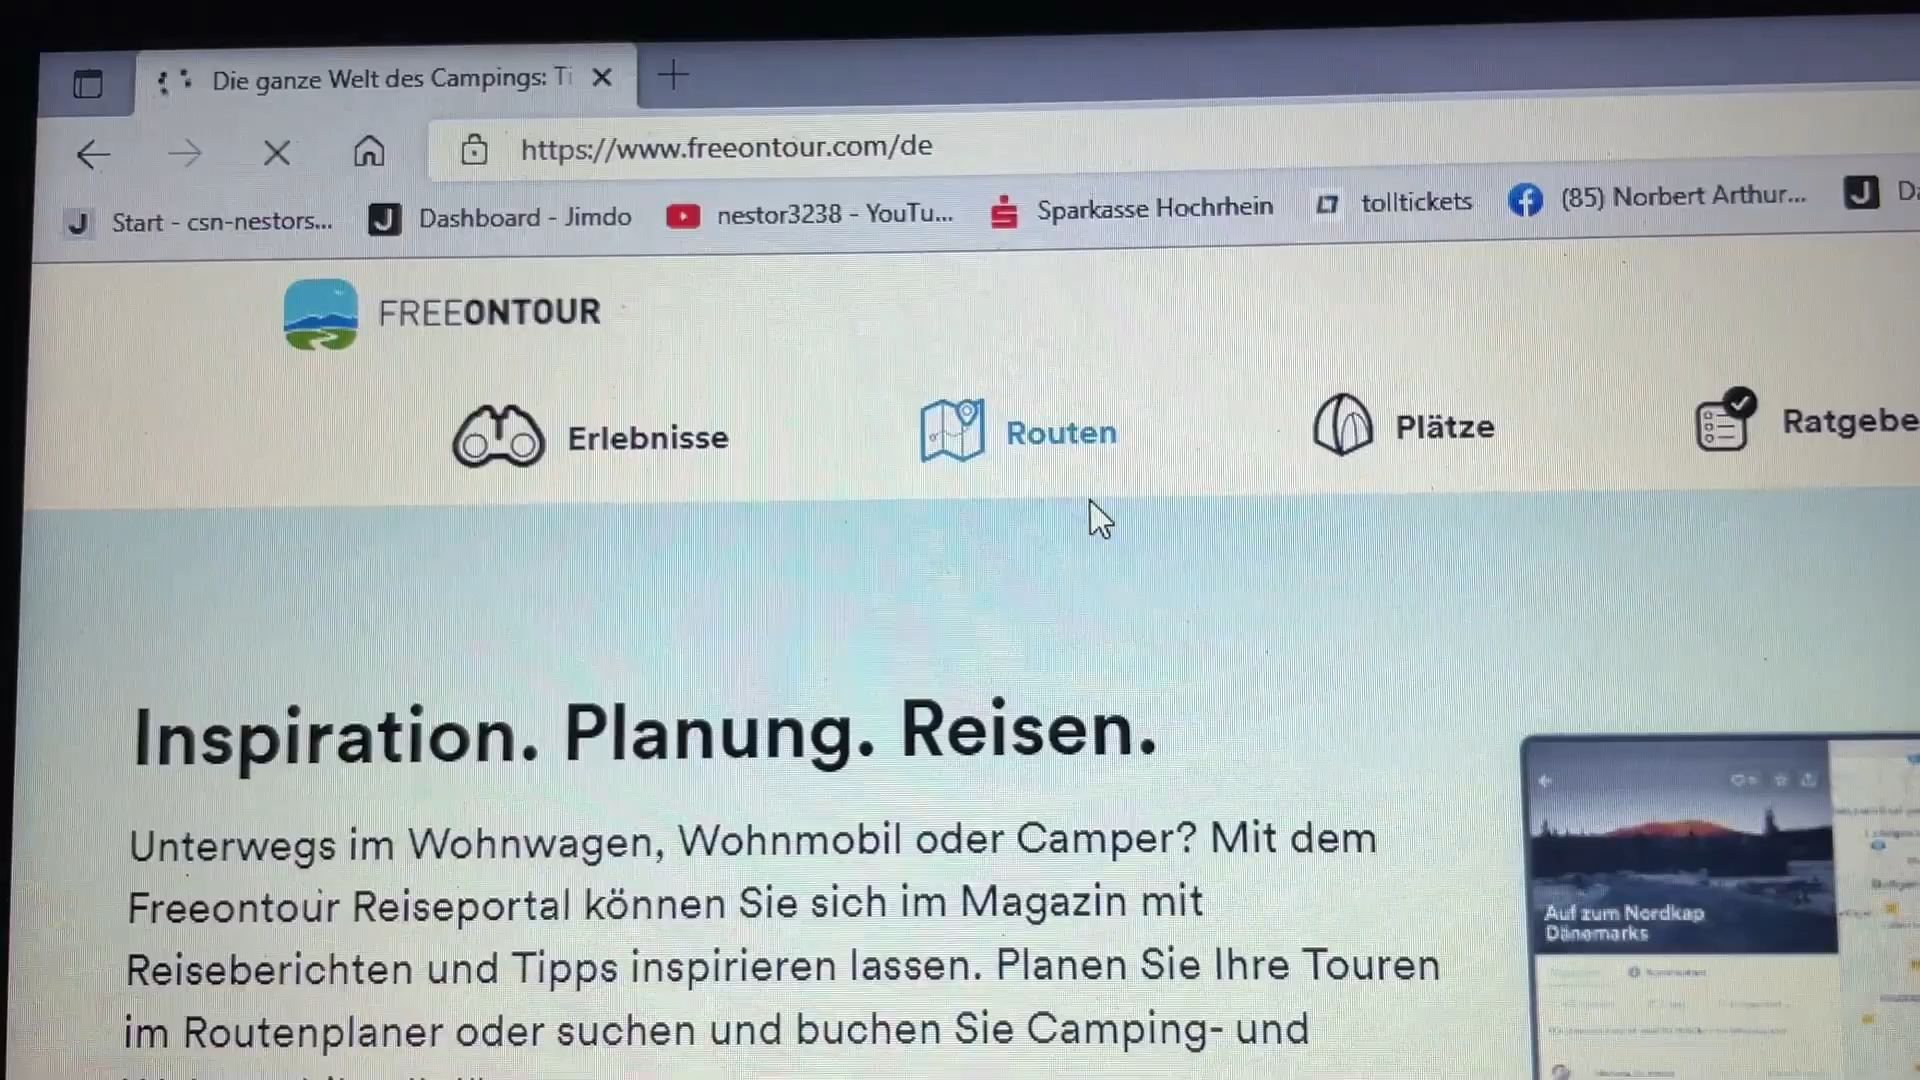 Die ganze Welt des Campings: Ti
https://www.freeontour.com/de
Start - csn-nestors...
Dashboard - Jimdo
nestor3238 - YouTu...
Sparkasse Hochrhein
tolltickets
(85) Norbert Arthur...
Da
FREEONTOUR
Erlebnisse
Routen
Plätze
Ratgebe
Inspiration. Planung. Reisen.
Unterwegs im Wohnwagen, Wohnmobil oder Camper? Mit dem
Freeontour Reiseportal können Sie sich im Magazin mit
Reiseberichten und Tipps inspirieren lassen. Planen Sie Ihre Touren
im Routenplaner oder suchen und buchen Sie Camping- und
Auf zum Nordkap
Dänemarks